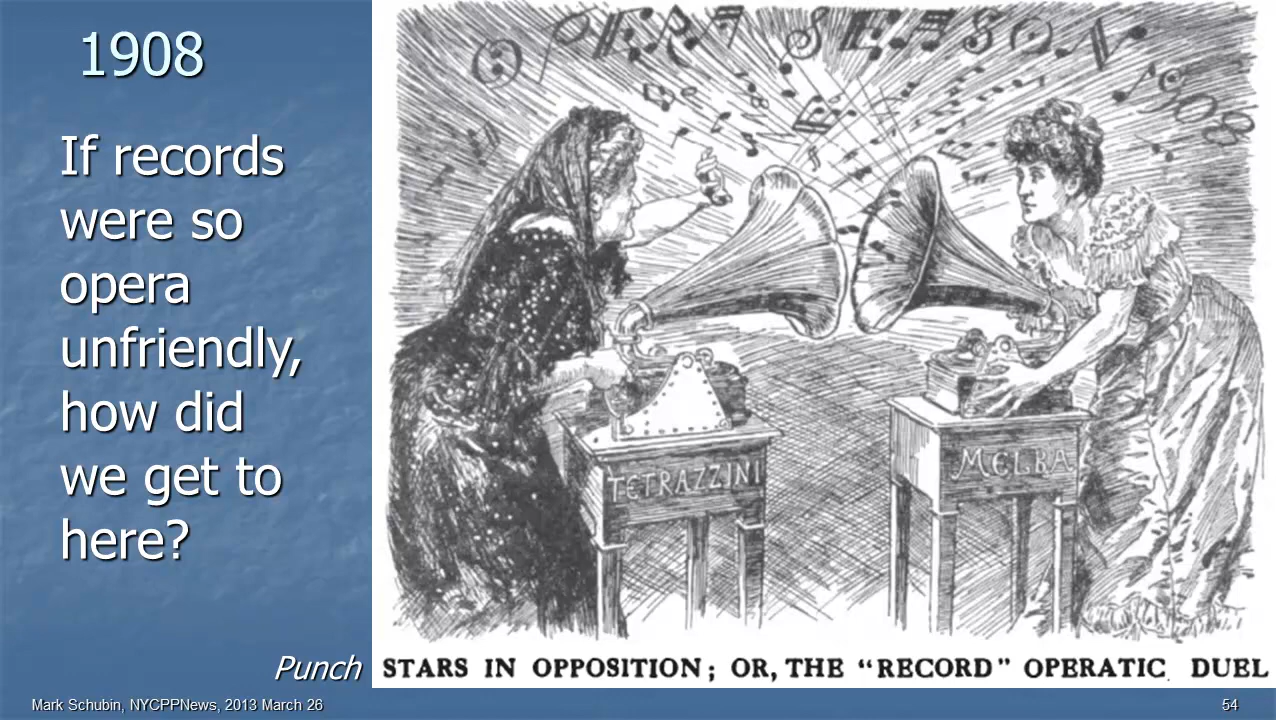 1908
If records
were so
opera
unfriendly,
how did
we get to
here?
OPERA SEASON 1908
TETRAZZINI
MELBA
Punch
STARS IN OPPOSITION; OR, THE “RECORD” OPERATIC DUEL
Mark Schubin, NYCPPNews, 2013 March 26
54